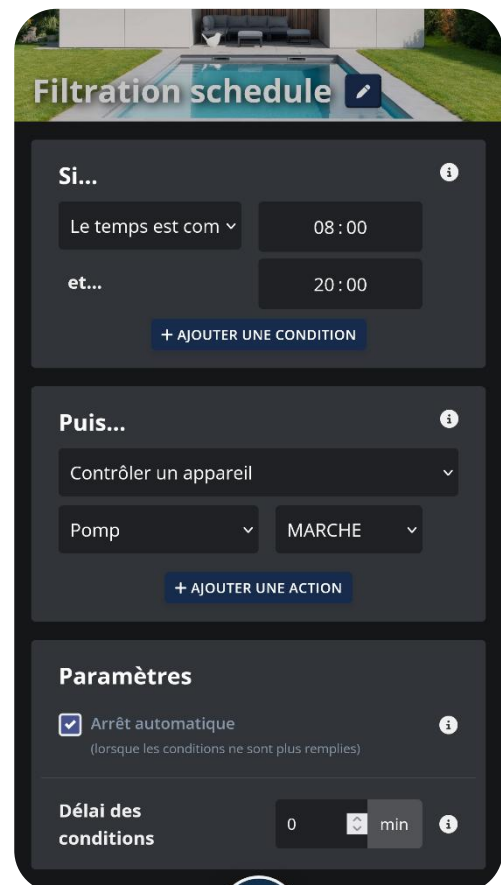 Filtration schedule
Si...
Le temps est com
08:00
et...
20:00
+ AJOUTER UNE CONDITION
Puis...
Contrôler un appareil
Pomp
MARCHE
+ AJOUTER UNE ACTION
Paramètres
Arrêt automatique
(lorsque les conditions ne sont plus remplies)
Délai des
conditions
0
min